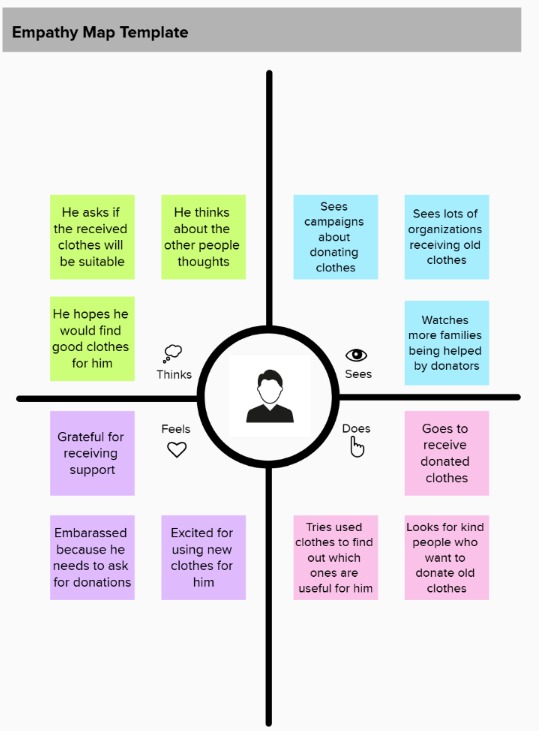 Empathy Map Template
He asks if
the received
clothes will
be suitable
He thinks
about the
other people
thoughts
He hopes he
would find
good clothes
for him
Thinks
Sees
campaigns
about
donating
clothes
Sees lots of
organizations
receiving old
clothes
Watches
more families
being helped
by donators
Sees
Feels
Grateful for
receiving
support
Embarassed
because he
needs to ask
for donations
Excited for
using new
clothes for
him
Does
Goes to
receive
donated
clothes
Tries used
clothes to find
out which
ones are
useful for him
Looks for kind
people who
want to
donate old
clothes